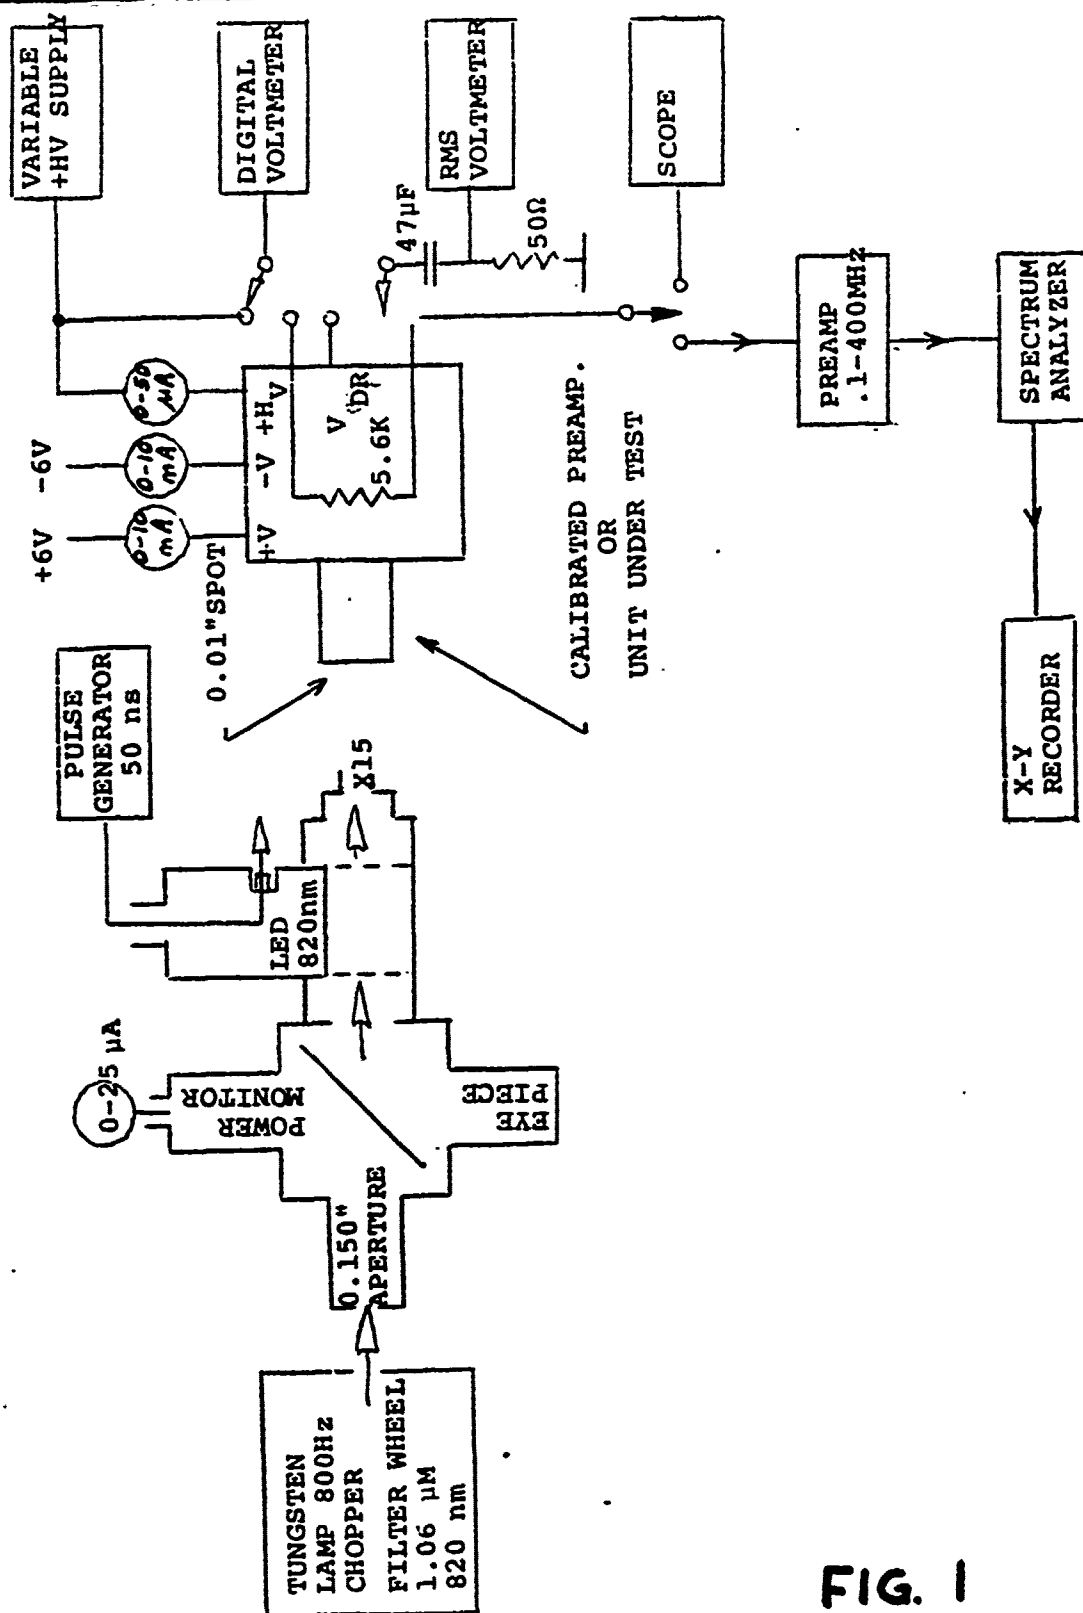 TUNGSTEN
LAMP 800Hz
CHOPPER
FILTER WHEEL
1.06 µM
820 nm
0.150"
APERTURE
0-25 µA
POWER
MONITOR
EYE
PIECE
LED
820nm
X15
PULSE
GENERATOR
50 ns
0.01"SPOT
+6V
-6V
0-10
mA
0-10
mA
0-50
µA
+V
-V
+HV
VDR
5.6K
CALIBRATED PREAMP.
OR
UNIT UNDER TEST
VARIABLE
+HV SUPPLY
DIGITAL
VOLTMETER
RMS
VOLTMETER
47µF
50Ω
SCOPE
PREAMP
.1-400MHz
SPECTRUM
ANALYZER
X-Y
RECORDER
FIG. 1